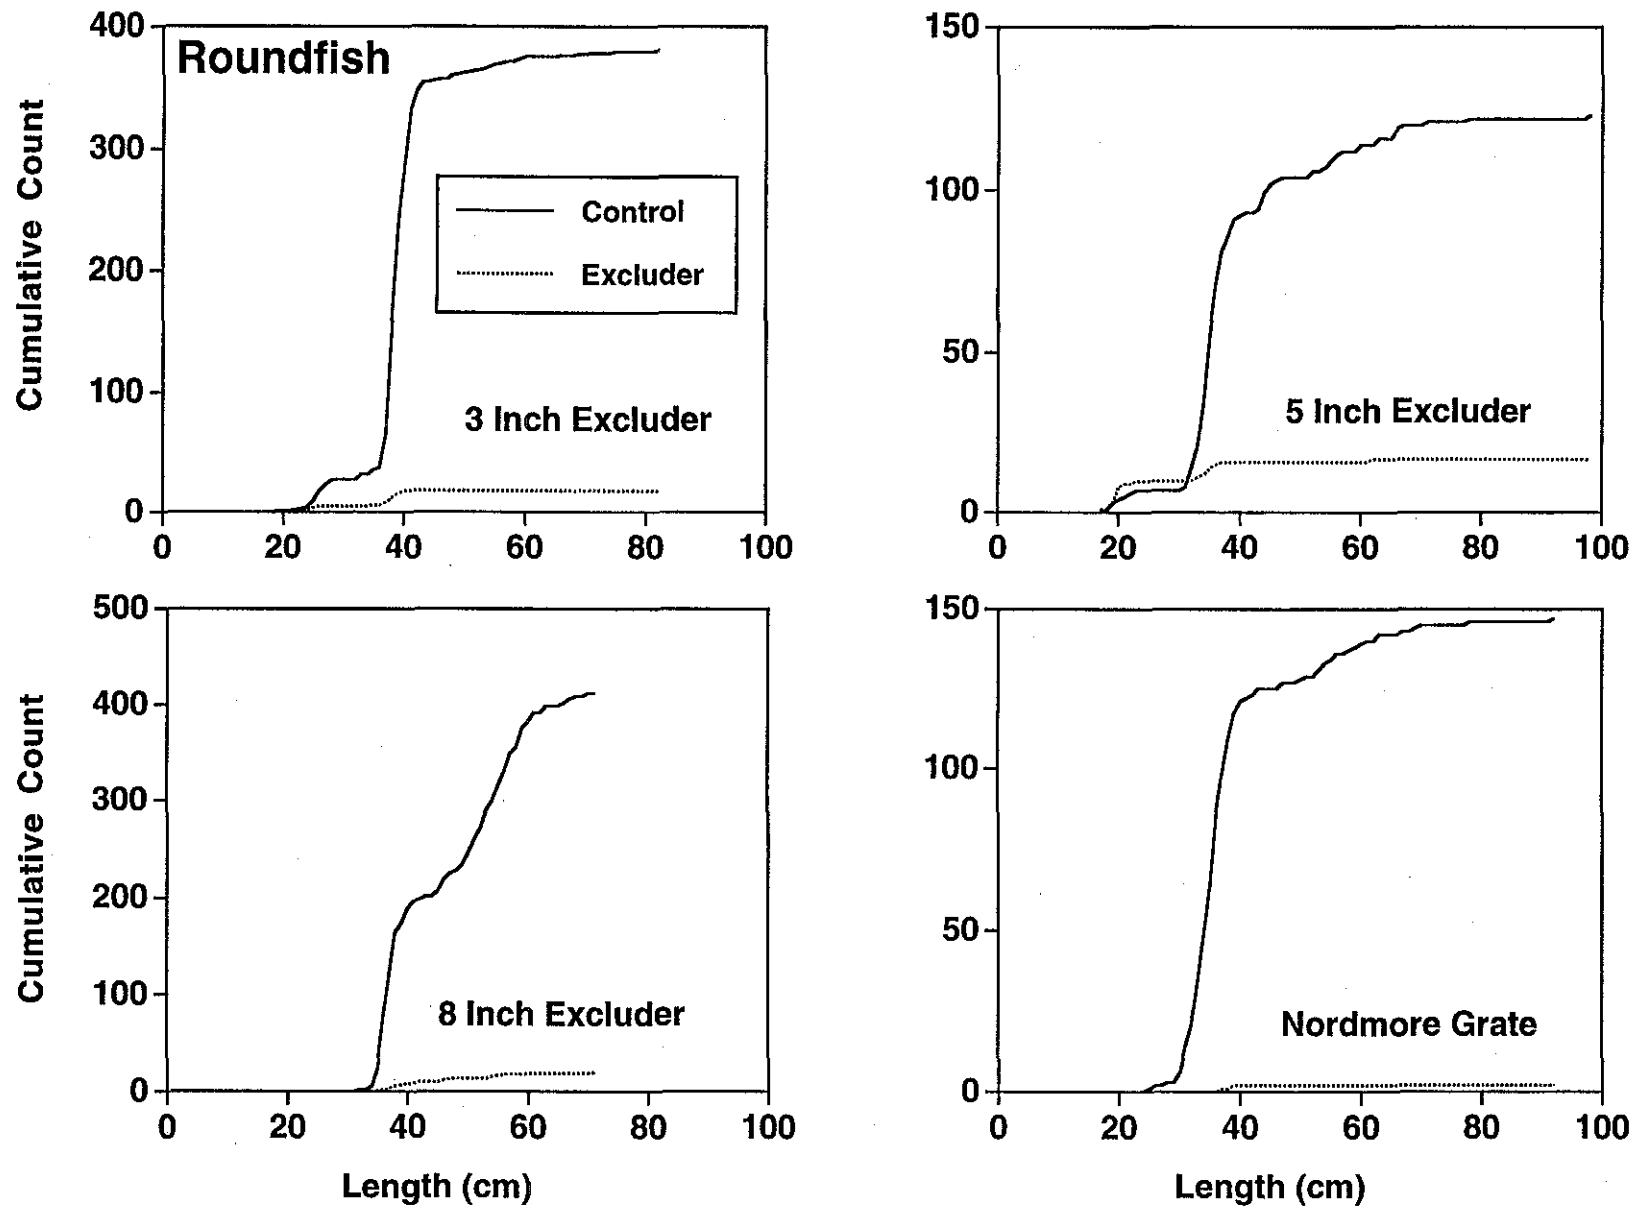 Roundfish
Cumulative Count
400
300
200
100
0
Control
Excluder
3 Inch Excluder
0 20 40 60 80 100
150
100
50
0
5 Inch Excluder
0 20 40 60 80 100
Cumulative Count
500
400
300
200
100
0
8 Inch Excluder
0 20 40 60 80 100
Length (cm)
150
100
50
0
Nordmore Grate
0 20 40 60 80 100
Length (cm)